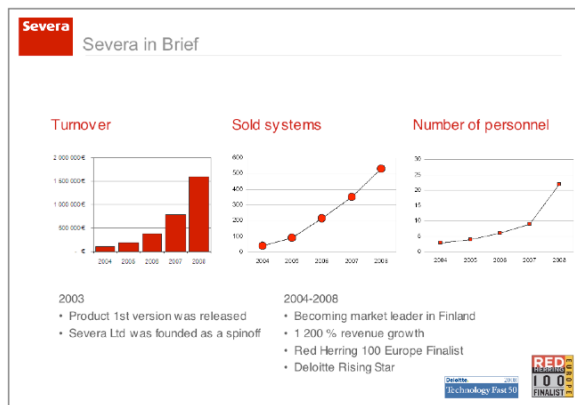 Severa
Severa in Brief
Turnover
Sold systems
Number of personnel
2 000 000 €
1 500 000 €
1 000 000 €
500 000 €
- €
2004 2005 2006 2007 2008
600
500
400
300
200
100
0
2004 2005 2006 2007 2008
30
25
20
15
10
5
0
2004 2005 2006 2007 2008
2003
• Product 1st version was released
• Severa Ltd was founded as a spinoff
2004-2008
• Becoming market leader in Finland
• 1 200 % revenue growth
• Red Herring 100 Europe Finalist
• Deloitte Rising Star
Deloitte
Technology Fast 50
RED
HERRING
100
FINALIST
EUROPE